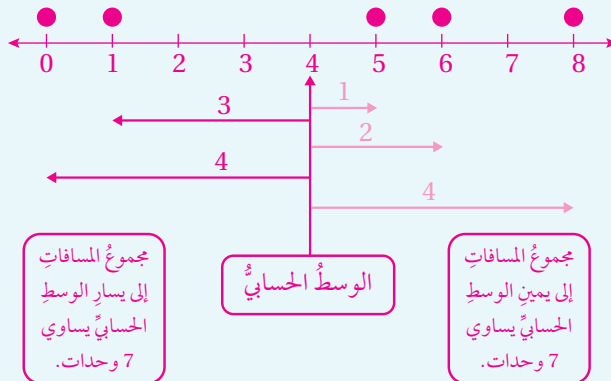 0 1 2 3 4 5 6 7 8
1
3
2
4
4
مجموعُ المسافاتِ
إلى يمينِ الوسطِ
الحسابيِّ يساوي
7 وحدات.
الوسطُ الحسابيُّ
مجموعُ المسافاتِ
إلى يسارِ الوسطِ
الحسابيِّ يساوي
7 وحدات.